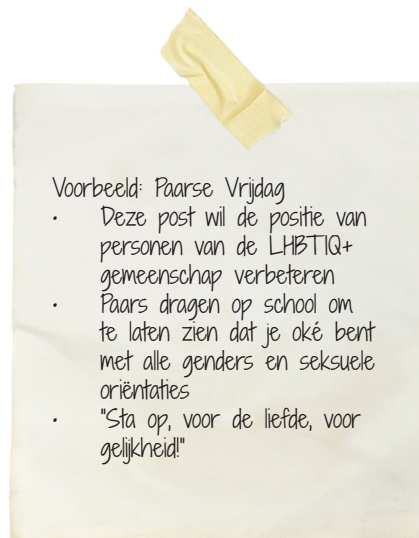 Voorbeeld: Paarse Vrijdag
• Deze post wil de positie van
personen van de LHBTIQ+
gemeenschap verbeteren
• Paars dragen op school om
te laten zien dat je oké bent
met alle genders en seksuele
oriëntaties
• "Sta op, voor de liefde, voor
gelijkheid!"